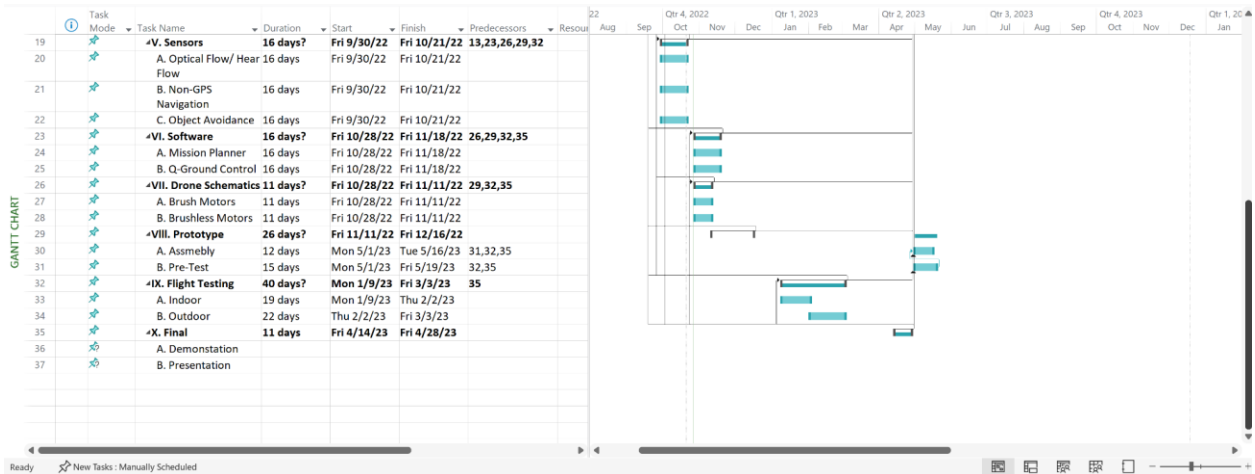 22 Qtr 4, 2022 Qtr 1, 2023 Qtr 2, 2023 Qtr 3, 2023 Qtr 4, 2023 Qtr 1, 20
Task Mode Task Name Duration Start Finish Predecessors Resour Aug Sep Oct Nov Dec Jan Feb Mar Apr May Jun Jul Aug Sep Oct Nov Dec Jan
19 V. Sensors 16 days? Fri 9/30/22 Fri 10/21/22 13,23,26,29,32
20 A. Optical Flow/ Hear 16 days Fri 9/30/22 Fri 10/21/22
Flow
21 B. Non-GPS 16 days Fri 9/30/22 Fri 10/21/22
Navigation
22 C. Object Avoidance 16 days Fri 9/30/22 Fri 10/21/22
23 VI. Software 16 days? Fri 10/28/22 Fri 11/18/22 26,29,32,35
24 A. Mission Planner 16 days Fri 10/28/22 Fri 11/18/22
25 B. Q-Ground Control 16 days Fri 10/28/22 Fri 11/18/22
26 VII. Drone Schematics 11 days? Fri 10/28/22 Fri 11/11/22 29,32,35
27 A. Brush Motors 11 days Fri 10/28/22 Fri 11/11/22
28 B. Brushless Motors 11 days Fri 10/28/22 Fri 11/11/22
29 VIII. Prototype 26 days? Fri 11/11/22 Fri 12/16/22
30 A. Assmebly 12 days Mon 5/1/23 Tue 5/16/23 31,32,35
31 B. Pre-Test 15 days Mon 5/1/23 Fri 5/19/23 32,35
32 IX. Flight Testing 40 days? Mon 1/9/23 Fri 3/3/23 35
33 A. Indoor 19 days Mon 1/9/23 Thu 2/2/23
34 B. Outdoor 22 days Thu 2/2/23 Fri 3/3/23
35 X. Final 11 days Fri 4/14/23 Fri 4/28/23
36 A. Demonstation
37 B. Presentation
GANTT CHART
Ready New Tasks : Manually Scheduled